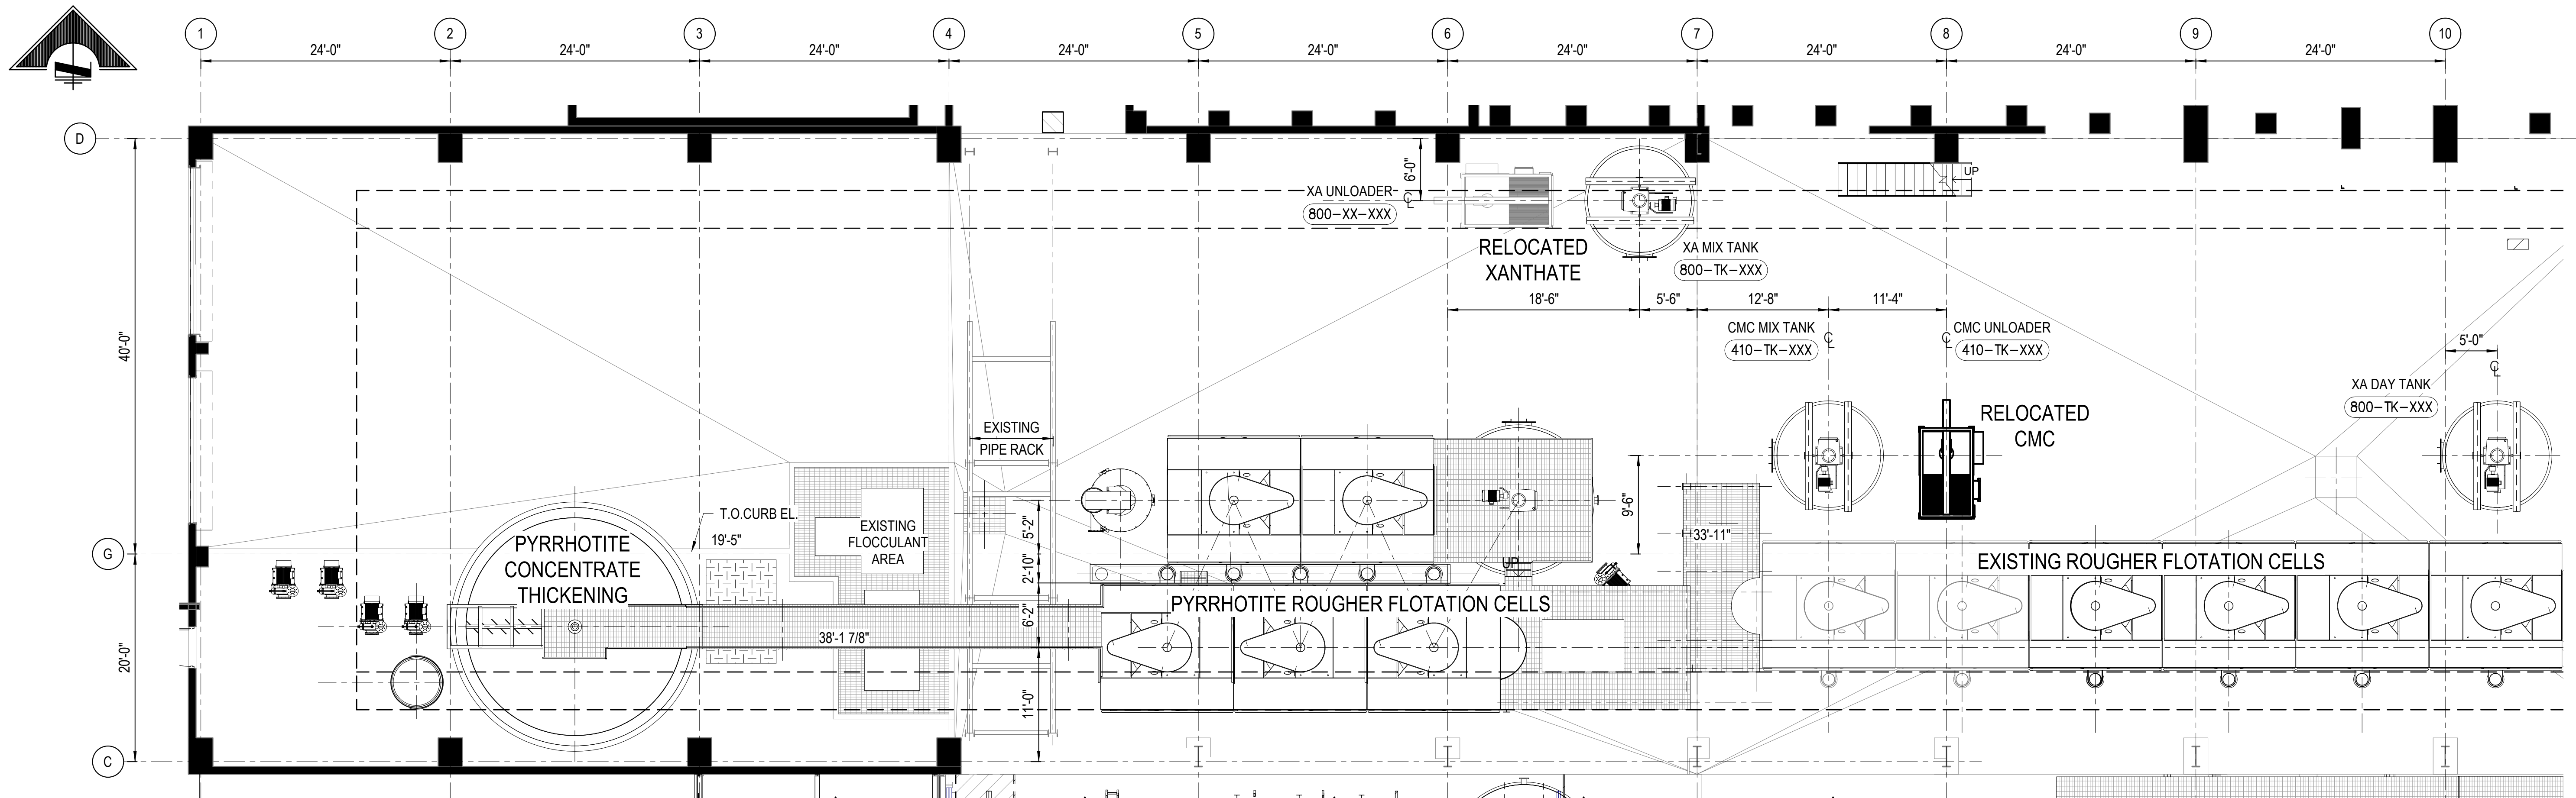 1 2 3 4 5 6 7 8 9 10
24'-0" 24'-0" 24'-0" 24'-0" 24'-0" 24'-0" 24'-0" 24'-0" 24'-0"
D
6'-0"
XA UNLOADER
800-XX-XXX
UP
RELOCATED
XANTHATE
XA MIX TANK
800-TK-XXX
18'-6" 5'-6" 12'-8" 11'-4"
40'-0"
CMC MIX TANK
410-TK-XXX
CMC UNLOADER
410-TK-XXX
5'-0"
XA DAY TANK
800-TK-XXX
RELOCATED
CMC
EXISTING
PIPE RACK
T.O.CURB EL.
19'-5"
EXISTING
FLOCCULANT
AREA
5'-2"
9'-6"
33'-11"
G
PYRRHOTITE
CONCENTRATE
THICKENING
2'-10"
UP
EXISTING ROUGHER FLOTATION CELLS
6'-2"
PYRRHOTITE ROUGHER FLOTATION CELLS
38'-1 7/8"
20'-0"
11'-0"
C